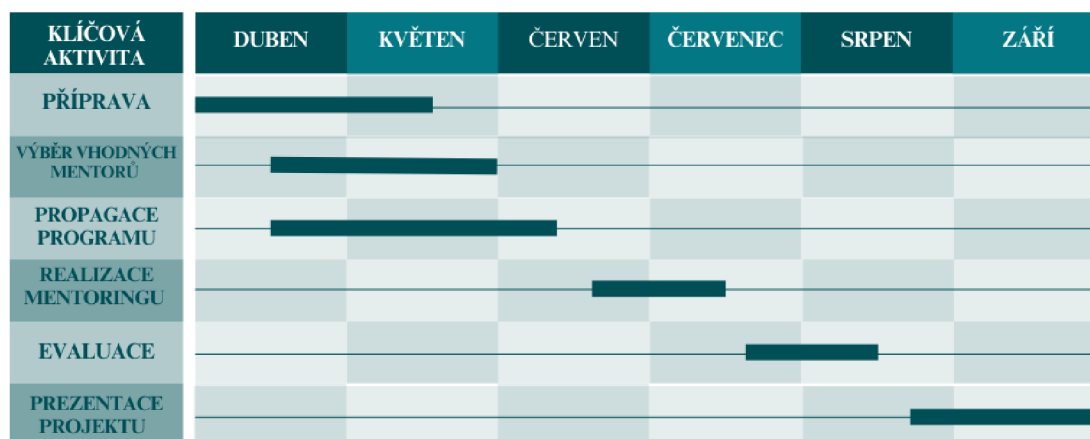 KLÍČOVÁ
AKTIVITA
DUBEN
KVĚTEN
ČERVEN
ČERVENEC
SRPEN
ZÁŘÍ
PŘÍPRAVA
VÝBĚR VHODNÝCH
MENTORŮ
PROPAGACE
PROGRAMU
REALIZACE
MENTORINGU
EVALUACE
PREZENTACE
PROJEKTU